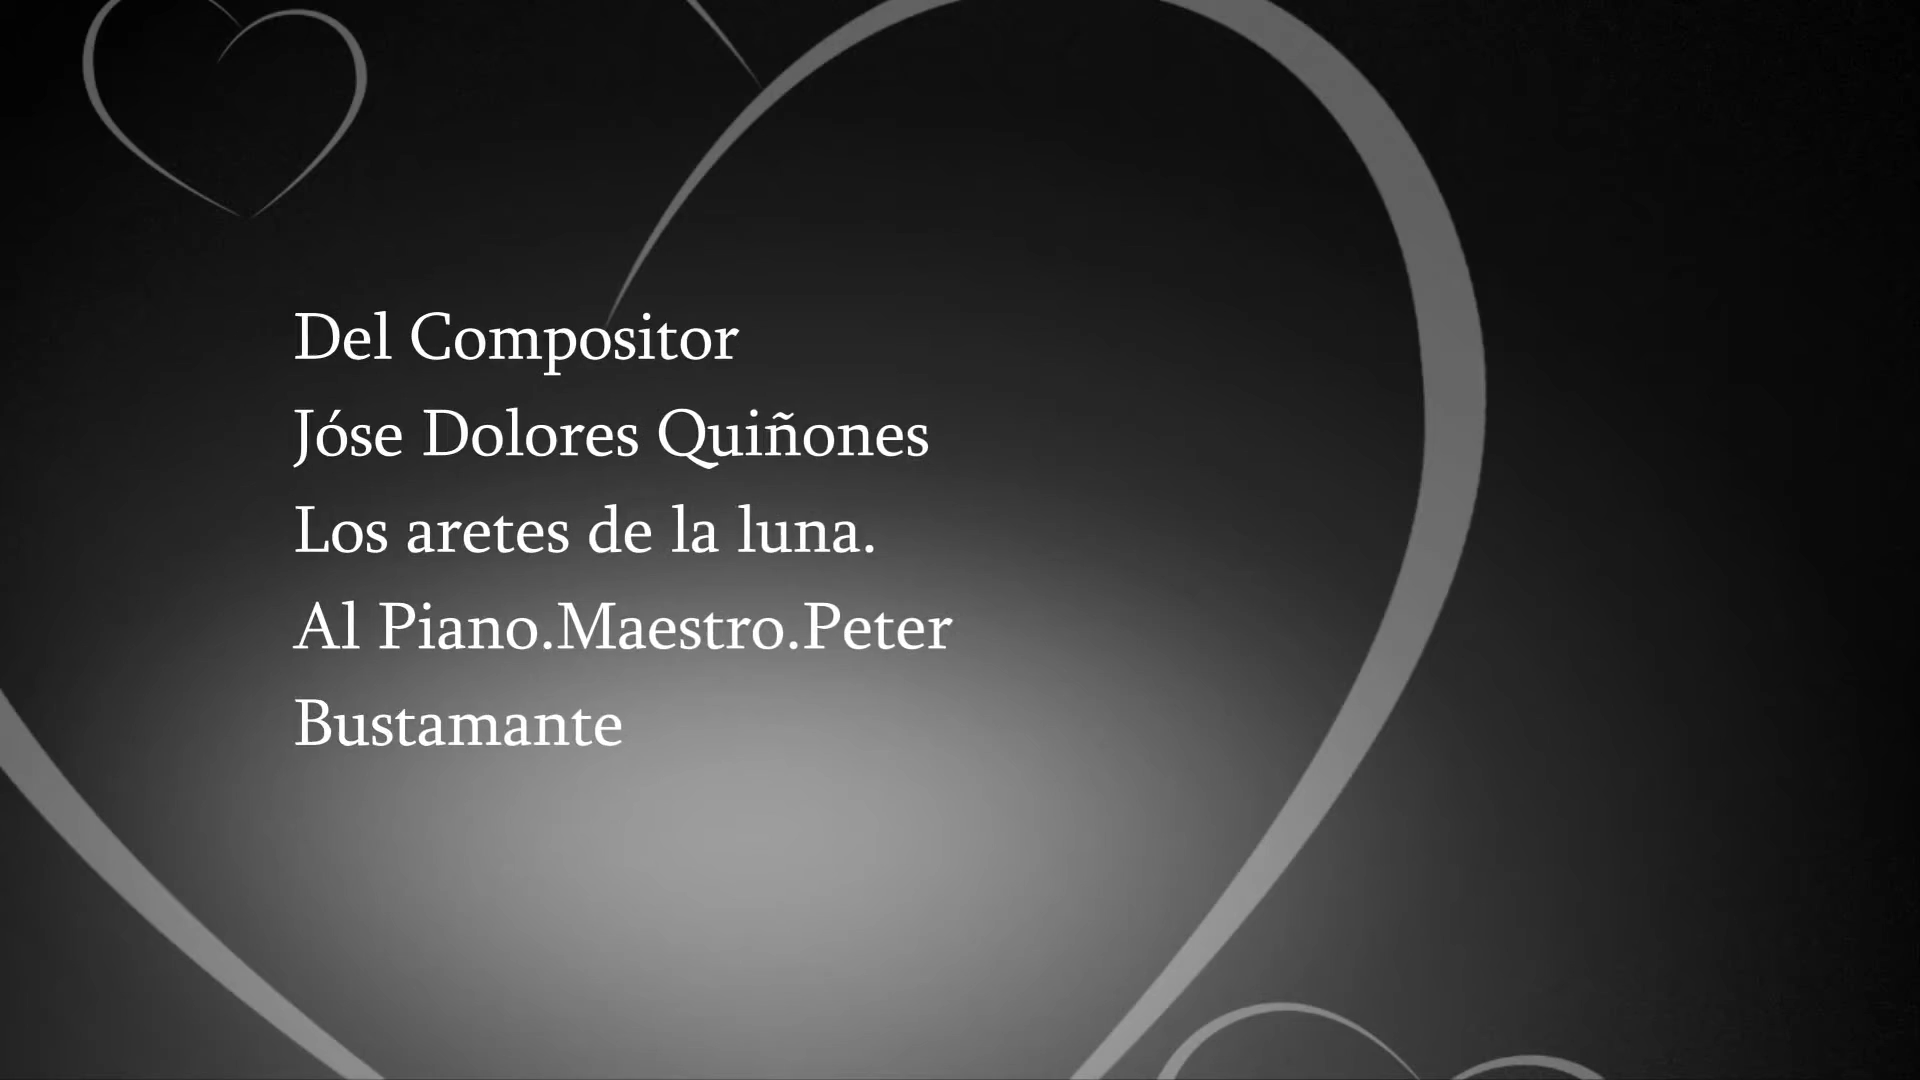 Del Compositor
Jóse Dolores Quiñones
Los aretes de la luna.
Al Piano.Maestro.Peter
Bustamante